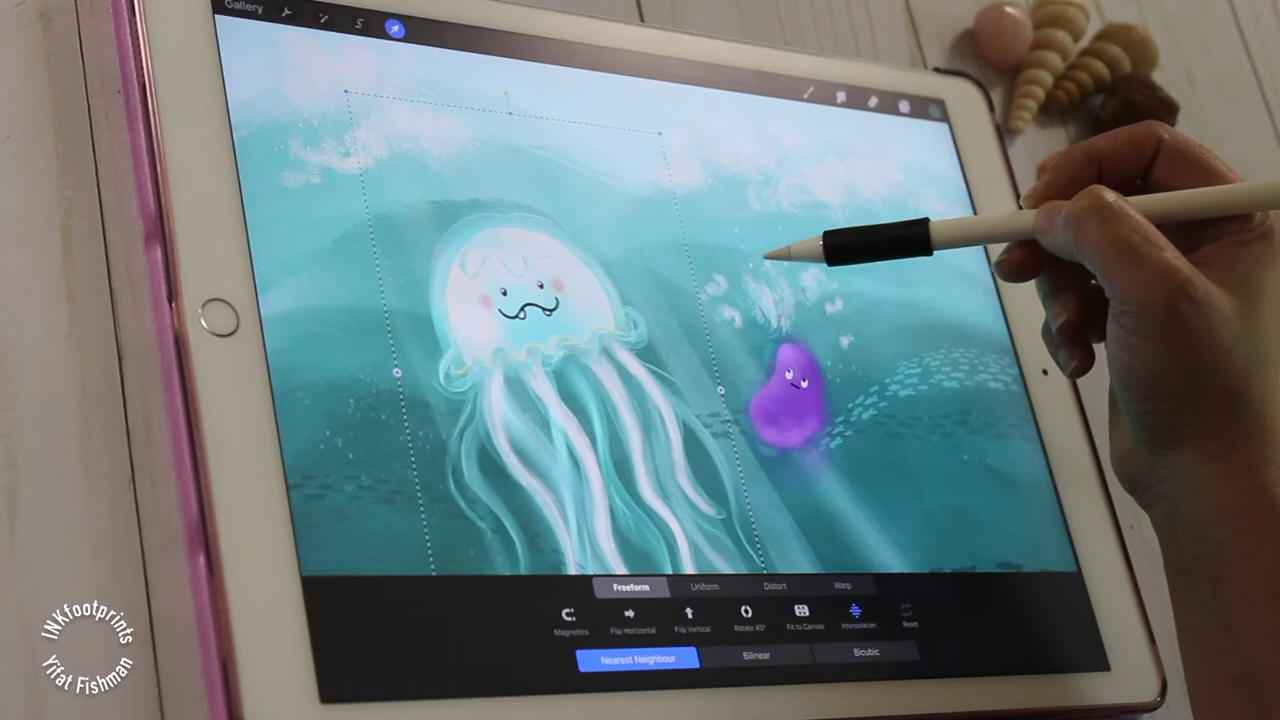 Gallery
Freeform Uniform Distort Warp
Magnetics Flip Horizontal Flip Vertical Rotate 45° Fit to Canvas Interpolation Reset
Nearest Neighbour Bilinear Bicubic
INKfootprints
Yifat Fishman